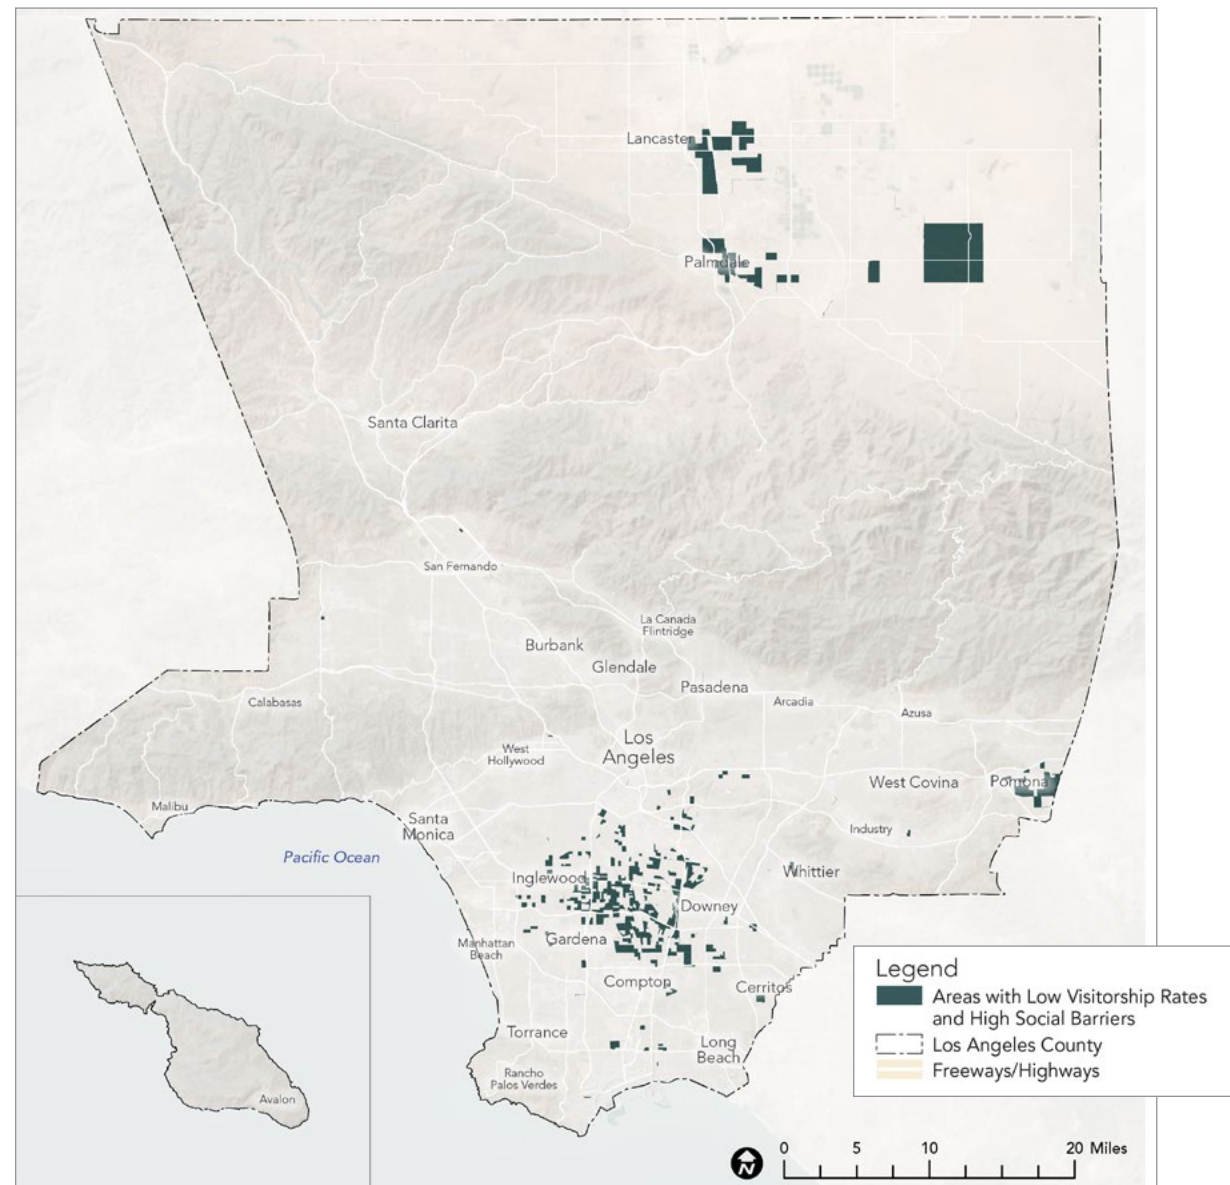 Lancaster
Palmdale
Santa Clarita
San Fernando
La Canada
Flintridge
Burbank
Glendale
Pasadena
Calabasas
Arcadia
Azusa
Los
Angeles
West
Hollywood
West Covina
Pomona
Malibu
Santa
Monica
Industry
Pacific Ocean
Inglewood
Whittier
Downey
Manhattan
Beach
Gardena
Compton
Cerritos
Torrance
Long
Beach
Rancho
Palos Verdes
Avalon
Legend
Areas with Low Visitorship Rates
and High Social Barriers
Los Angeles County
Freeways/Highways
N
0 5 10 20 Miles